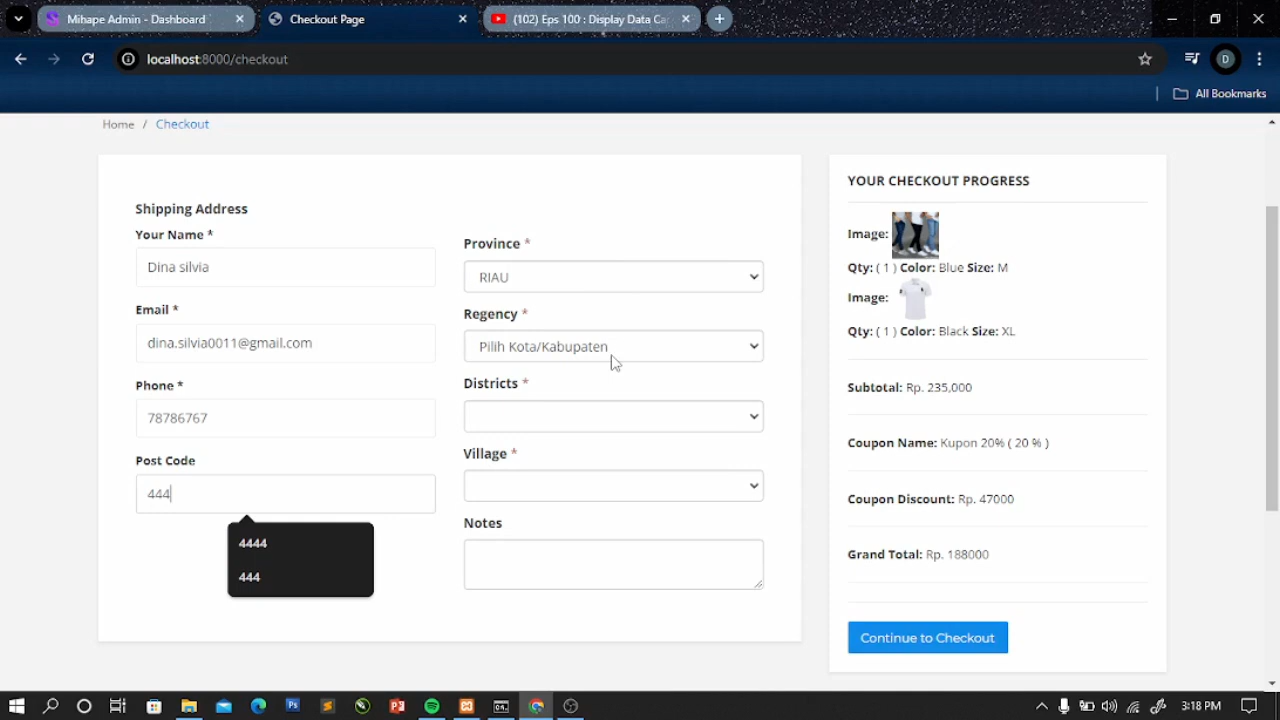 Mihape Admin - Dashboard
Checkout Page
(102) Eps 100 : Display Data Ca
localhost:8000/checkout
D
All Bookmarks
Home / Checkout
Shipping Address
Your Name *
Dina silvia
Email *
dina.silvia0011@gmail.com
Phone *
78786767
Post Code
444
4444
444
Province *
RIAU
Regency *
Pilih Kota/Kabupaten
Districts *
Village *
Notes
YOUR CHECKOUT PROGRESS
Image:
Qty: ( 1 ) Color: Blue Size: M
Image:
Qty: ( 1 ) Color: Black Size: XL
Subtotal: Rp. 235,000
Coupon Name: Kupon 20% ( 20 % )
Coupon Discount: Rp. 47000
Grand Total: Rp. 188000
Continue to Checkout
3:18 PM